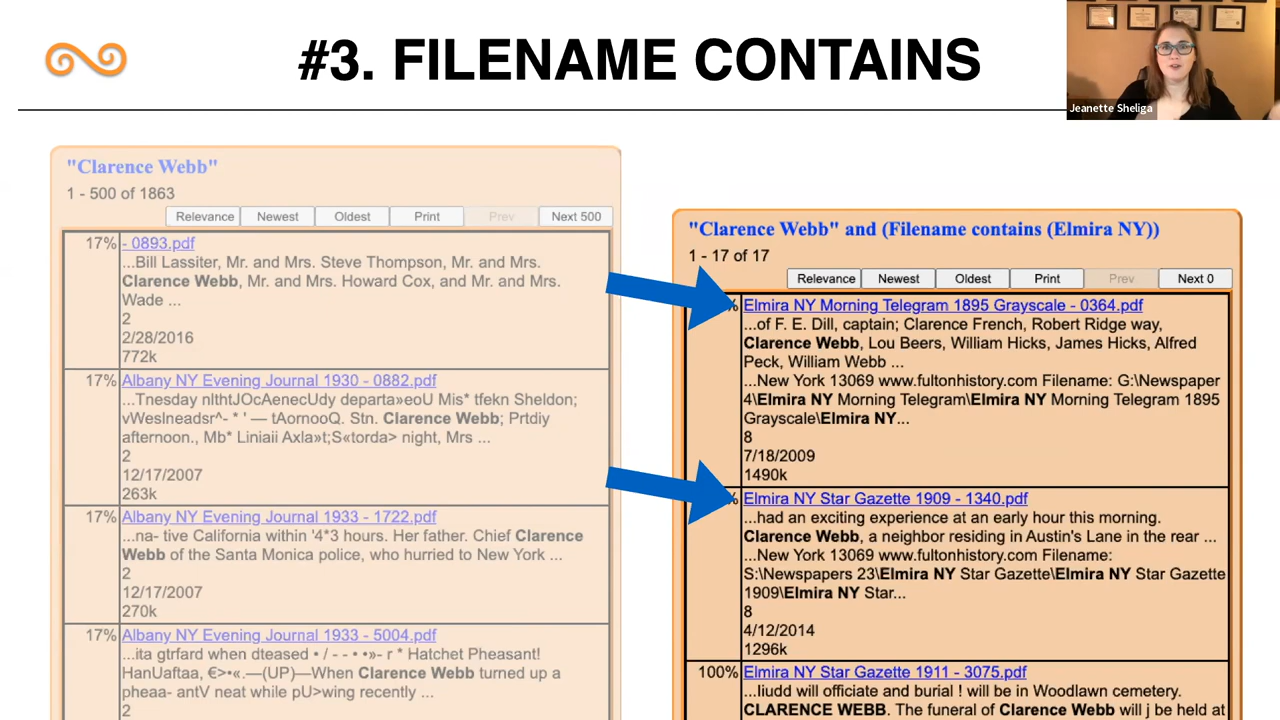 #3. FILENAME CONTAINS
Jeanette Sheliga
"Clarence Webb"
1 - 500 of 1863
Relevance Newest Oldest Print Prev Next 500
17% - 0893.pdf
...Bill Lassiter, Mr. and Mrs. Steve Thompson, Mr. and Mrs.
Clarence Webb, Mr. and Mrs. Howard Cox, and Mr. and Mrs.
Wade ...
2
2/28/2016
772k
17% Albany NY Evening Journal 1930 - 0882.pdf
...Tnesday nlthtJOcAenecUdy departa»eoU Mis* tfekn Sheldon;
vWeslneadsr^- * ' — tAornooQ. Stn. Clarence Webb; Prtdiy
afternoon., Mb* Liniaii Axla»t;S«torda> night, Mrs ...
2
12/17/2007
263k
17% Albany NY Evening Journal 1933 - 1722.pdf
...na- tive California within '4*3 hours. Her father. Chief Clarence
Webb of the Santa Monica police, who hurried to New York ...
2
12/17/2007
270k
17% Albany NY Evening Journal 1933 - 5004.pdf
...ita gtrfard when dteased • / - - • •»- r * Hatchet Pheasant!
HanUaftaa, €>•«.—(UP)—When Clarence Webb turned up a
pheaa- antV neat while pU>wing recently ...
2
"Clarence Webb" and (Filename contains (Elmira NY))
1 - 17 of 17
Relevance Newest Oldest Print Prev Next 0
% Elmira NY Morning Telegram 1895 Grayscale - 0364.pdf
...of F. E. Dill, captain; Clarence French, Robert Ridge way,
Clarence Webb, Lou Beers, William Hicks, James Hicks, Alfred
Peck, William Webb ...
...New York 13069 www.fultonhistory.com Filename: G:\Newspaper
4\Elmira NY Morning Telegram\Elmira NY Morning Telegram 1895
Grayscale\Elmira NY...
8
7/18/2009
1490k
% Elmira NY Star Gazette 1909 - 1340.pdf
...had an exciting experience at an early hour this morning.
Clarence Webb, a neighbor residing in Austin's Lane in the rear ...
...New York 13069 www.fultonhistory.com Filename:
S:\Newspapers 23\Elmira NY Star Gazette\Elmira NY Star Gazette
1909\Elmira NY Star...
8
4/12/2014
1296k
100% Elmira NY Star Gazette 1911 - 3075.pdf
...Iiudd will officiate and burial ! will be in Woodlawn cemetery.
CLARENCE WEBB. The funeral of Clarence Webb will j be held at